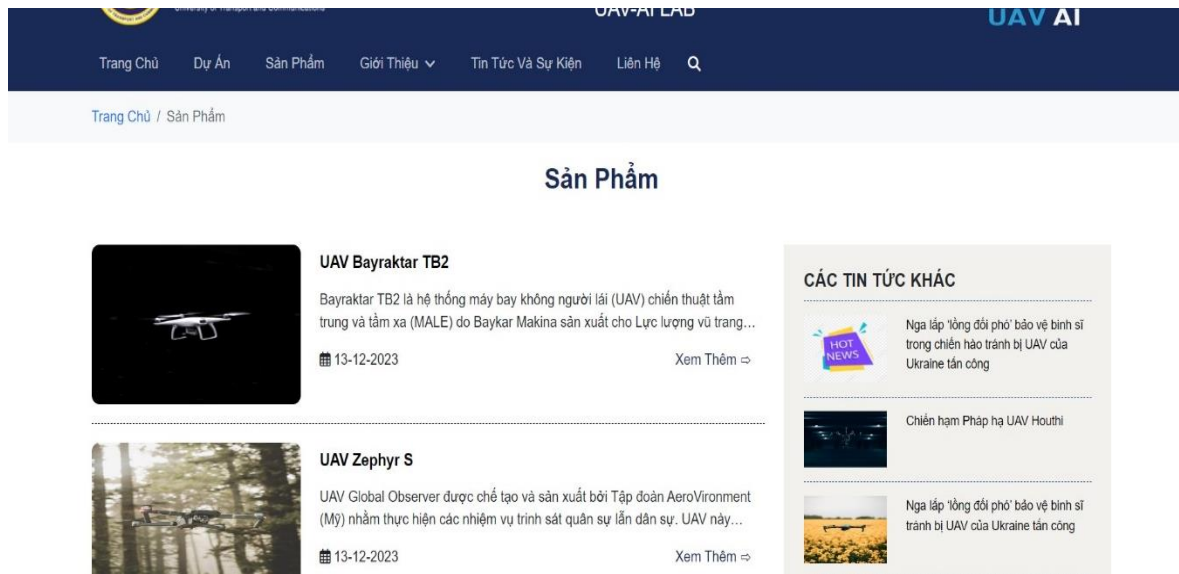 University of Transport and Communications
UAV-AI LAB
UAV AI
Trang Chủ Dự Án Sản Phẩm Giới Thiệu Tin Tức Và Sự Kiện Liên Hệ
Trang Chủ / Sản Phẩm
Sản Phẩm
UAV Bayraktar TB2
Bayraktar TB2 là hệ thống máy bay không người lái (UAV) chiến thuật tầm
trung và tầm xa (MALE) do Baykar Makina sản xuất cho Lực lượng vũ trang...
13-12-2023
Xem Thêm ⇨
UAV Zephyr S
UAV Global Observer được chế tạo và sản xuất bởi Tập đoàn AeroVironment
(Mỹ) nhằm thực hiện các nhiệm vụ trinh sát quân sự lẫn dân sự. UAV này...
13-12-2023
Xem Thêm ⇨
CÁC TIN TỨC KHÁC
HOT
NEWS
Nga lắp 'lồng đối phó' bảo vệ binh sĩ
trong chiến hào tránh bị UAV của
Ukraine tấn công
Chiến hạm Pháp hạ UAV Houthi
Nga lắp 'lồng đối phó' bảo vệ binh sĩ
tránh bị UAV của Ukraine tấn công